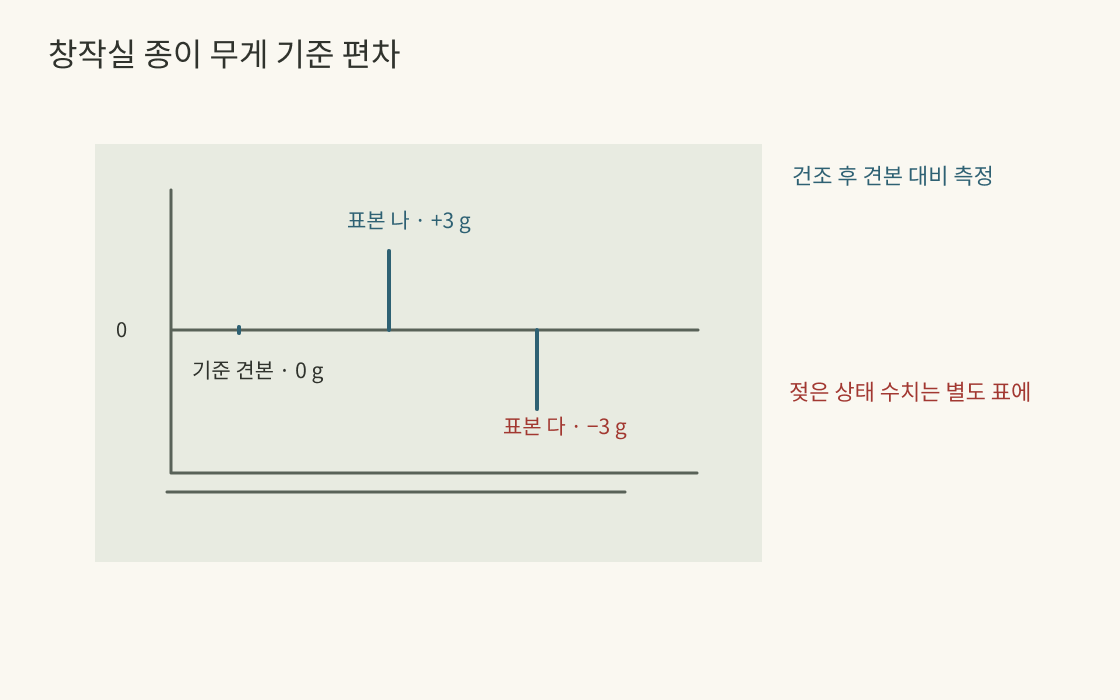 창작실 종이 무게 기준 편차
건조 후 견본 대비 측정
표본 나 · +3 g
0
기준 견본 · 0 g
젖은 상태 수치는 별도 표에
표본 다 · −3 g